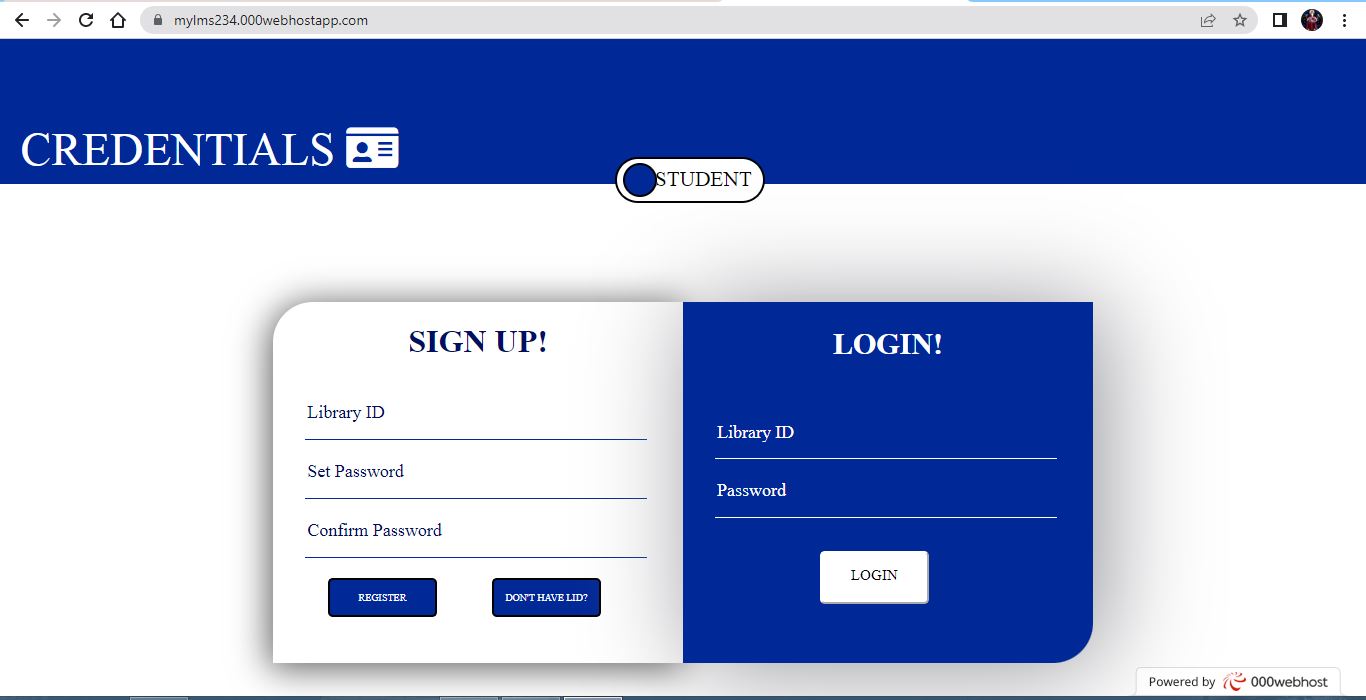 mylms234.000webhostapp.com
CREDENTIALS
STUDENT
SIGN UP!
Library ID
Set Password
Confirm Password
REGISTER
DON'T HAVE LID?
LOGIN!
Library ID
Password
LOGIN
Powered by 000webhost